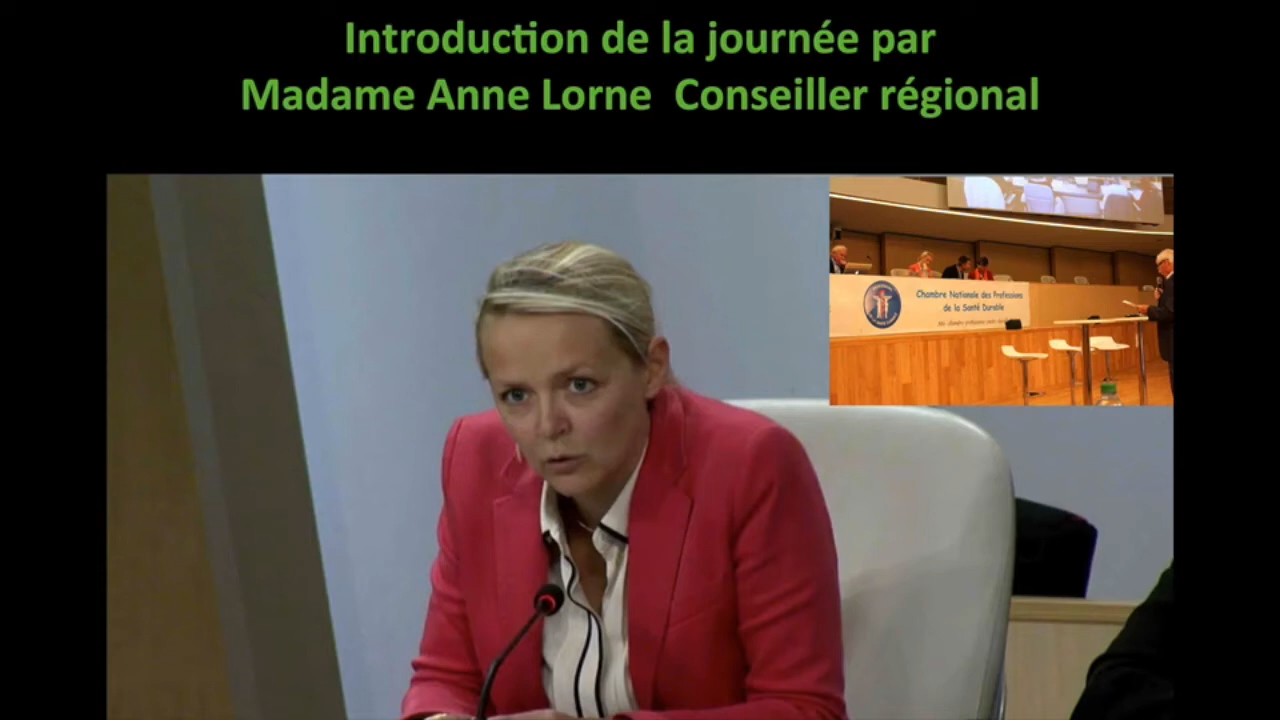 Introduction de la journée par
Madame Anne Lorne Conseiller régional
Chambre Nationale des Professions
de la Santé Durable